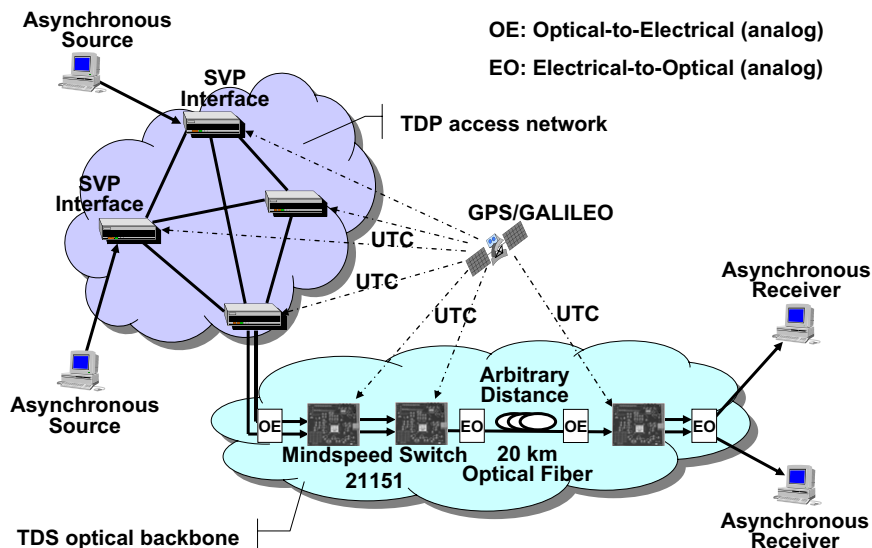 Asynchronous
Source
OE: Optical-to-Electrical (analog)
EO: Electrical-to-Optical (analog)
SVP
Interface
TDP access network
SVP
Interface
GPS/GALILEO
UTC
UTC
UTC
UTC
Asynchronous
Receiver
Asynchronous
Source
Arbitrary
Distance
OE
EO
OE
EO
Mindspeed Switch
21151
20 km
Optical Fiber
TDS optical backbone
Asynchronous
Receiver